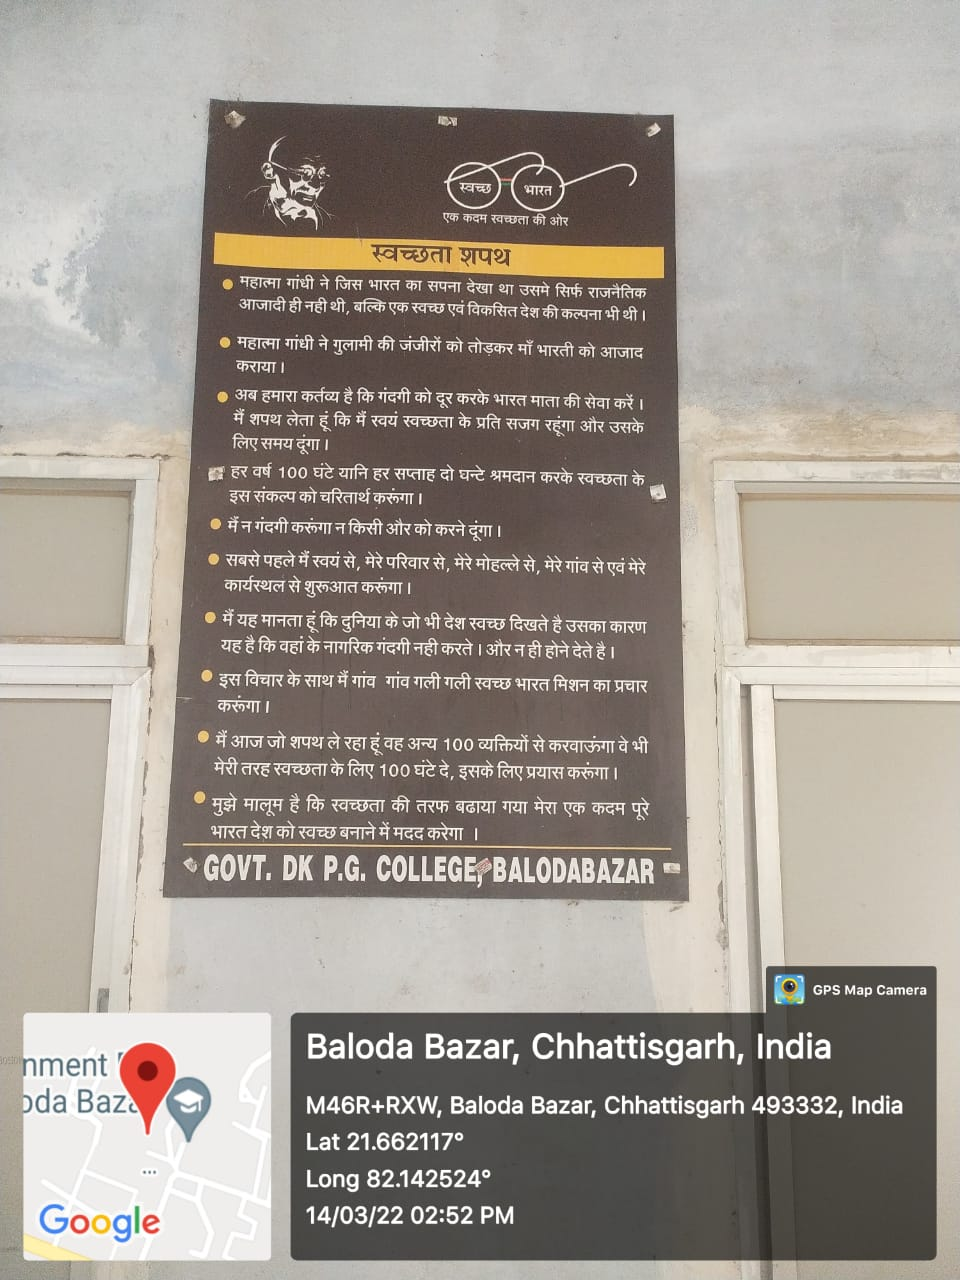 स्वच्छ भारत
एक कदम स्वच्छता की ओर
स्वच्छता शपथ
महात्मा गांधी ने जिस भारत का सपना देखा था उसमे सिर्फ राजनैतिक
आजादी ही नही थी, बल्कि एक स्वच्छ एवं विकसित देश की कल्पना भी थी।
महात्मा गांधी ने गुलामी की जंजीरों को तोड़कर माँ भारती को आजाद
कराया।
अब हमारा कर्तव्य है कि गंदगी को दूर करके भारत माता की सेवा करें।
मैं शपथ लेता हूं कि मैं स्वयं स्वच्छता के प्रति सजग रहूंगा और उसके
लिए समय दूंगा।
हर वर्ष 100 घंटे यानि हर सप्ताह दो घन्टे श्रमदान करके स्वच्छता के
इस संकल्प को चरितार्थ करूंगा।
मैं न गंदगी करूंगा न किसी और को करने दूंगा।
सबसे पहले मैं स्वयं से, मेरे परिवार से, मेरे मोहल्ले से, मेरे गांव से एवं मेरे
कार्यस्थल से शुरूआत करूंगा।
मैं यह मानता हूं कि दुनिया के जो भी देश स्वच्छ दिखते है उसका कारण
यह है कि वहां के नागरिक गंदगी नही करते। और न ही होने देते है।
इस विचार के साथ मैं गांव गांव गली गली स्वच्छ भारत मिशन का प्रचार
करूंगा।
मैं आज जो शपथ ले रहा हूं वह अन्य 100 व्यक्तियों से करवाऊंगा वे भी
मेरी तरह स्वच्छता के लिए 100 घंटे दे, इसके लिए प्रयास करूंगा।
मुझे मालूम है कि स्वच्छता की तरफ बढाया गया मेरा एक कदम पूरे
भारत देश को स्वच्छ बनाने में मदद करेगा ।
GOVT. DK P.G. COLLEGE, BALODABAZAR
GPS Map Camera
Baloda Bazar, Chhattisgarh, India
M46R+RXW, Baloda Bazar, Chhattisgarh 493332, India
Lat 21.662117°
Long 82.142524°
14/03/22 02:52 PM
nment
oda Baza
Google